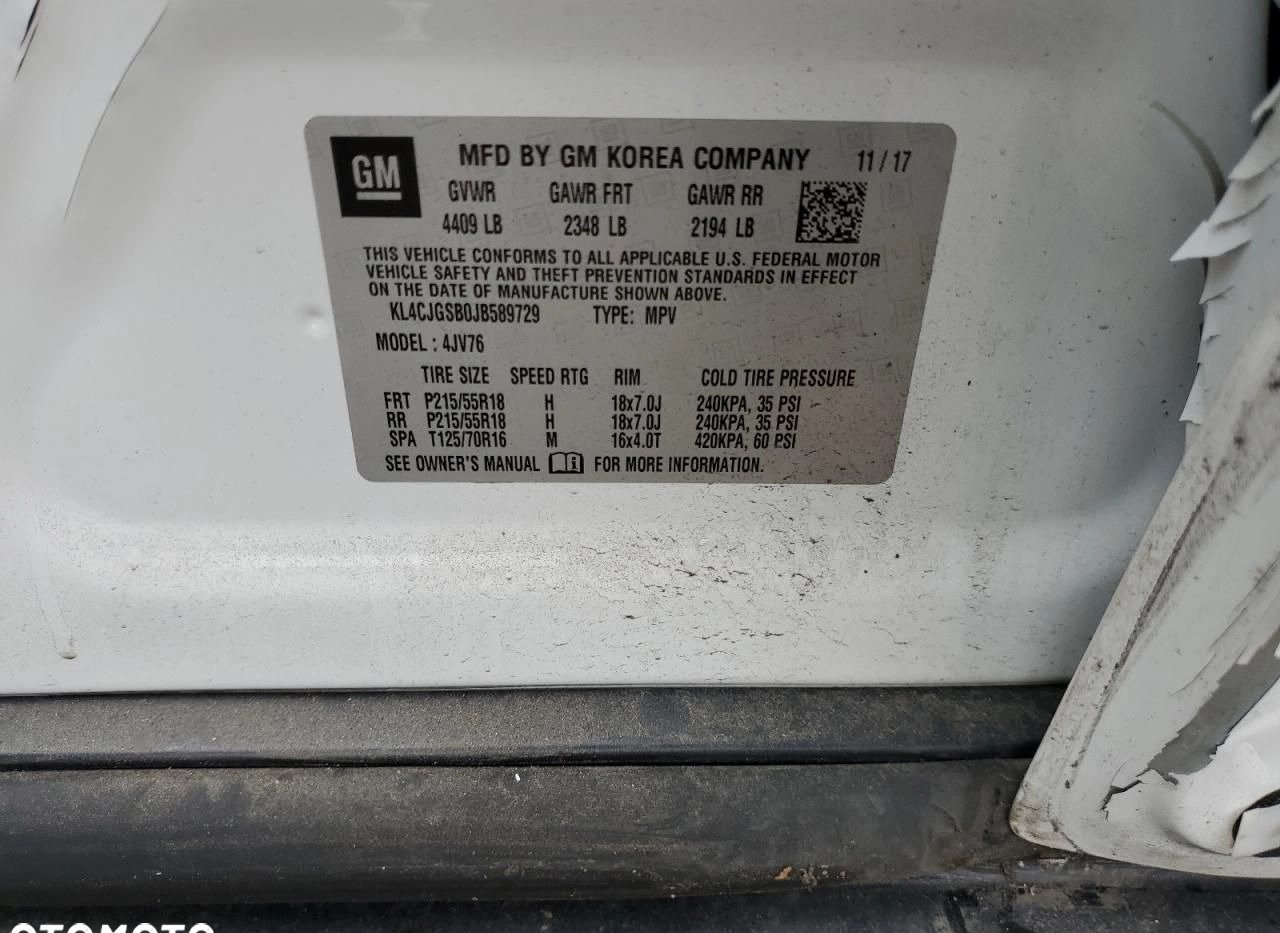 GM
MFD BY GM KOREA COMPANY 11/17
GVWR GAWR FRT GAWR RR
4409 LB 2348 LB 2194 LB
THIS VEHICLE CONFORMS TO ALL APPLICABLE U.S. FEDERAL MOTOR
VEHICLE SAFETY AND THEFT PREVENTION STANDARDS IN EFFECT
ON THE DATE OF MANUFACTURE SHOWN ABOVE.
KL4CJGSB0JB589729 TYPE: MPV
MODEL : 4JV76
TIRE SIZE SPEED RTG RIM COLD TIRE PRESSURE
FRT P215/55R18 H 18x7.0J 240KPA, 35 PSI
RR P215/55R18 H 18x7.0J 240KPA, 35 PSI
SPA T125/70R16 M 16x4.0T 420KPA, 60 PSI
SEE OWNER'S MANUAL FOR MORE INFORMATION.
OTOMOTO